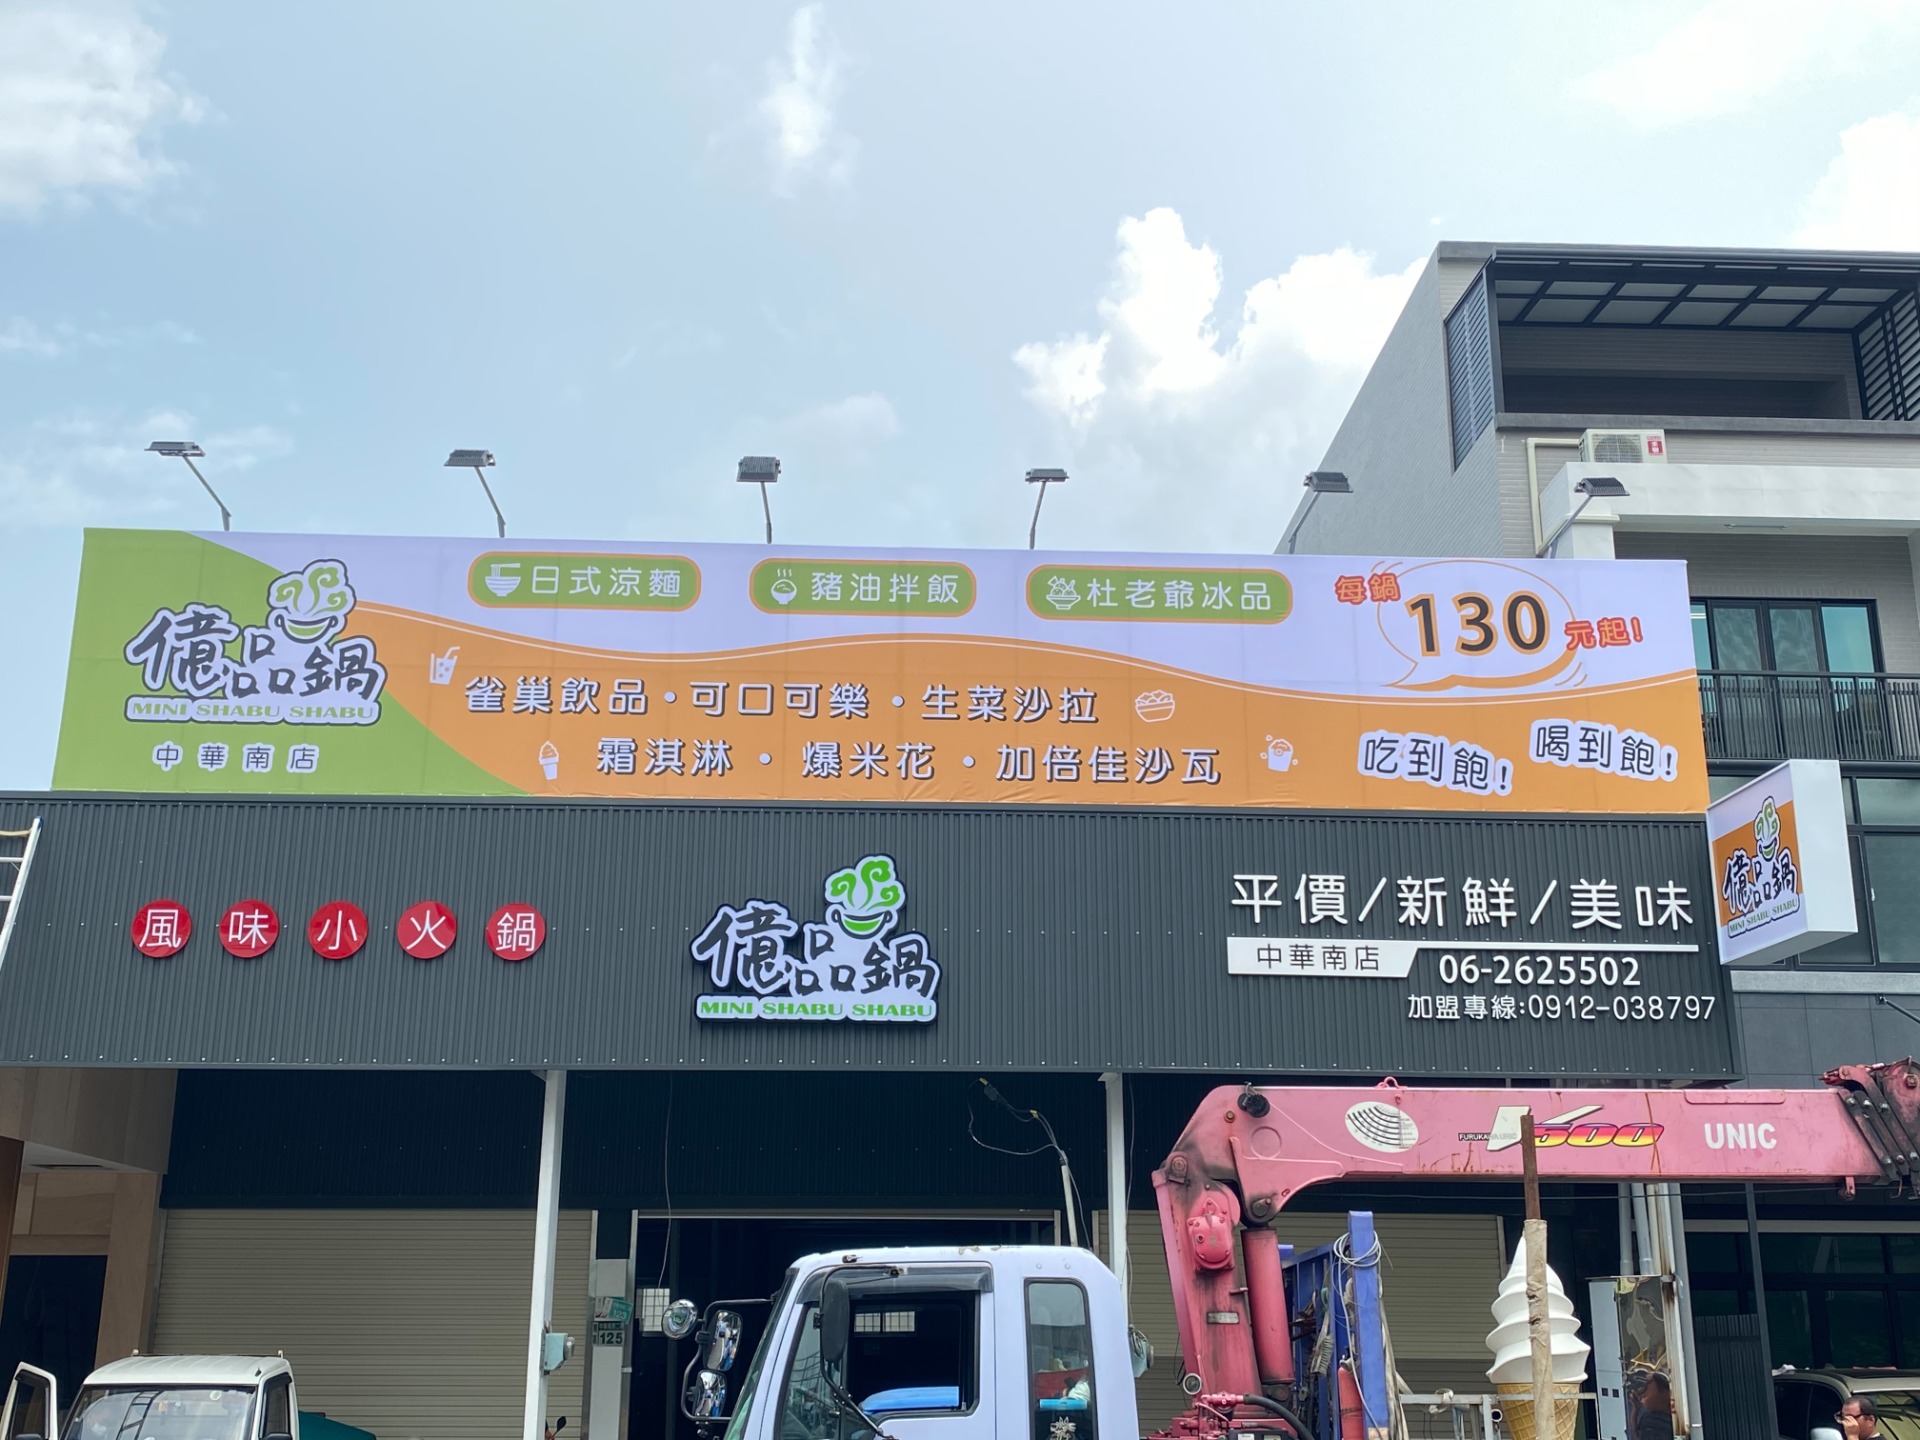 日式涼麵
豬油拌飯
杜老爺冰品
每鍋
130
元起!
億品鍋
MINI SHABU SHABU
中華南店
雀巢飲品・可口可樂・生菜沙拉
霜淇淋・爆米花・加倍佳沙瓦
吃到飽!
喝到飽!
風味小火鍋
億品鍋
MINI SHABU SHABU
平價/新鮮/美味
中華南店
06-2625502
加盟專線:0912-038797
億品鍋
MINI SHABU SHABU
FURUKAWA UNIC
V600
UNIC
123
125